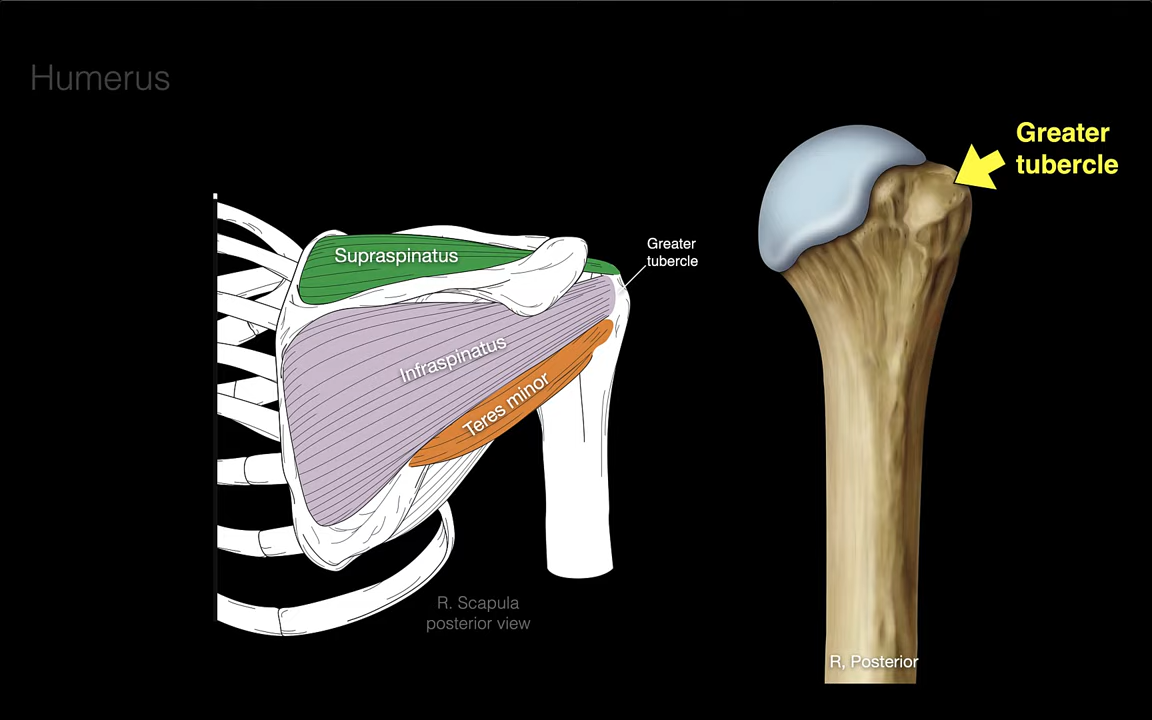 Humerus
Supraspinatus
Greater
tubercle
Infraspinatus
Teres minor
R. Scapula
posterior view
Greater
tubercle
R, Posterior